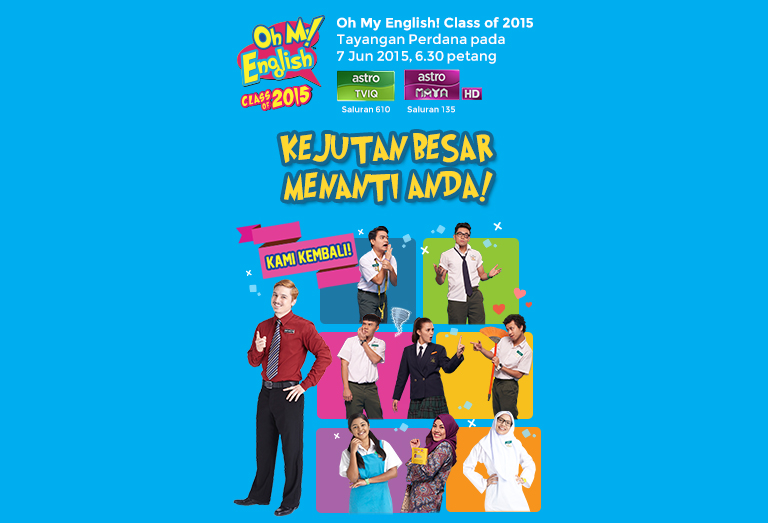 Oh My!
English
CLASS OF 2015
Oh My English! Class of 2015
Tayangan Perdana pada
7 Jun 2015, 6.30 petang
astro
TVIQ
astro
MAYA HD
Saluran 610
Saluran 135
KEJUTAN BESAR
MENANTI ANDA!
KAMI KEMBALI!